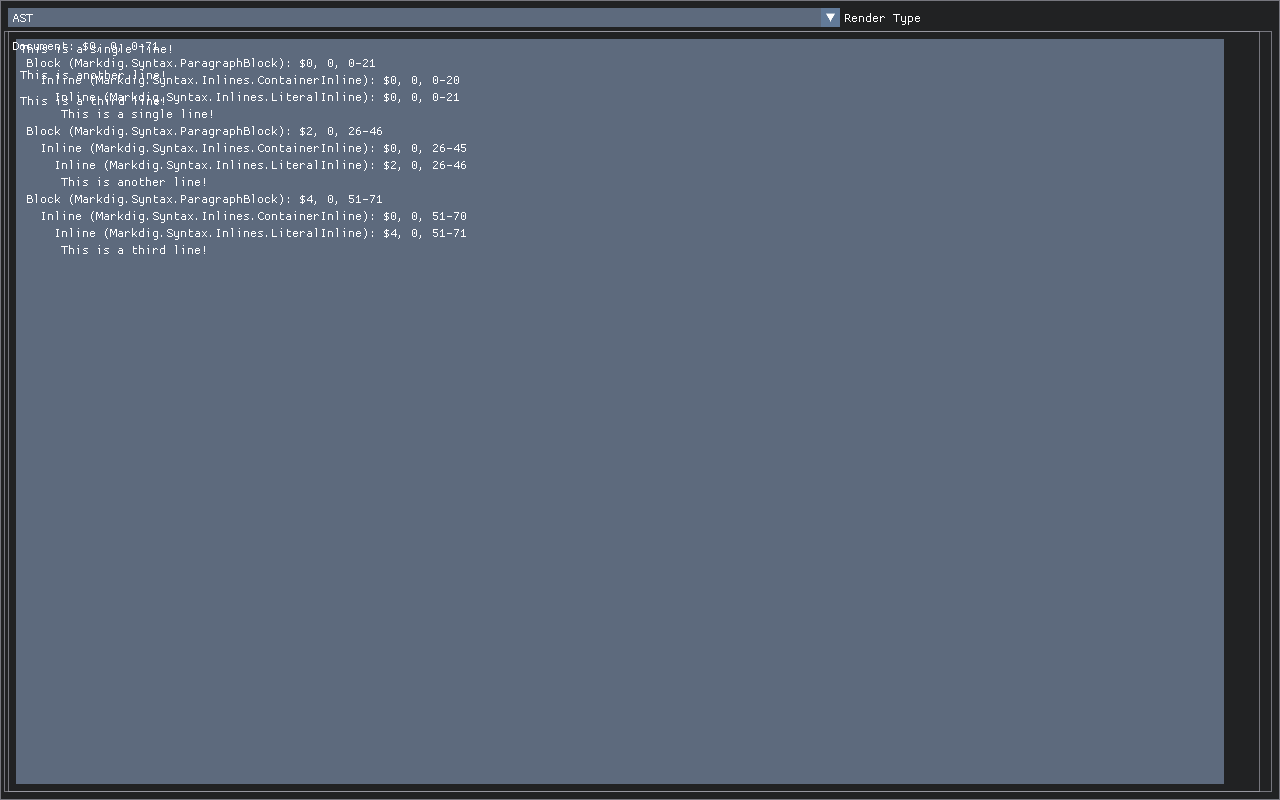 AST
Render Type
Document: $0, 0, 0-71
This is a single line!
Block (Markdig.Syntax.ParagraphBlock): $0, 0, 0-21
This is another line!
Inline (Markdig.Syntax.Inlines.ContainerInline): $0, 0, 0-20
Inline (Markdig.Syntax.Inlines.LiteralInline): $0, 0, 0-21
This is a third line!
This is a single line!
Block (Markdig.Syntax.ParagraphBlock): $2, 0, 26-46
Inline (Markdig.Syntax.Inlines.ContainerInline): $0, 0, 26-45
Inline (Markdig.Syntax.Inlines.LiteralInline): $2, 0, 26-46
This is another line!
Block (Markdig.Syntax.ParagraphBlock): $4, 0, 51-71
Inline (Markdig.Syntax.Inlines.ContainerInline): $0, 0, 51-70
Inline (Markdig.Syntax.Inlines.LiteralInline): $4, 0, 51-71
This is a third line!